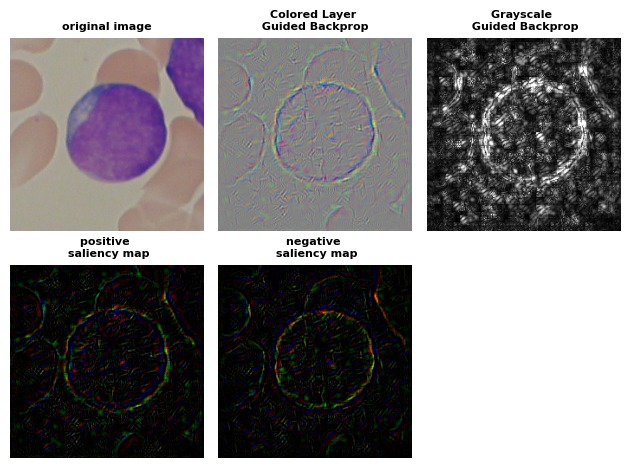 original image
Colored Layer
Guided Backprop
Grayscale
Guided Backprop
positive
saliency map
negative
saliency map